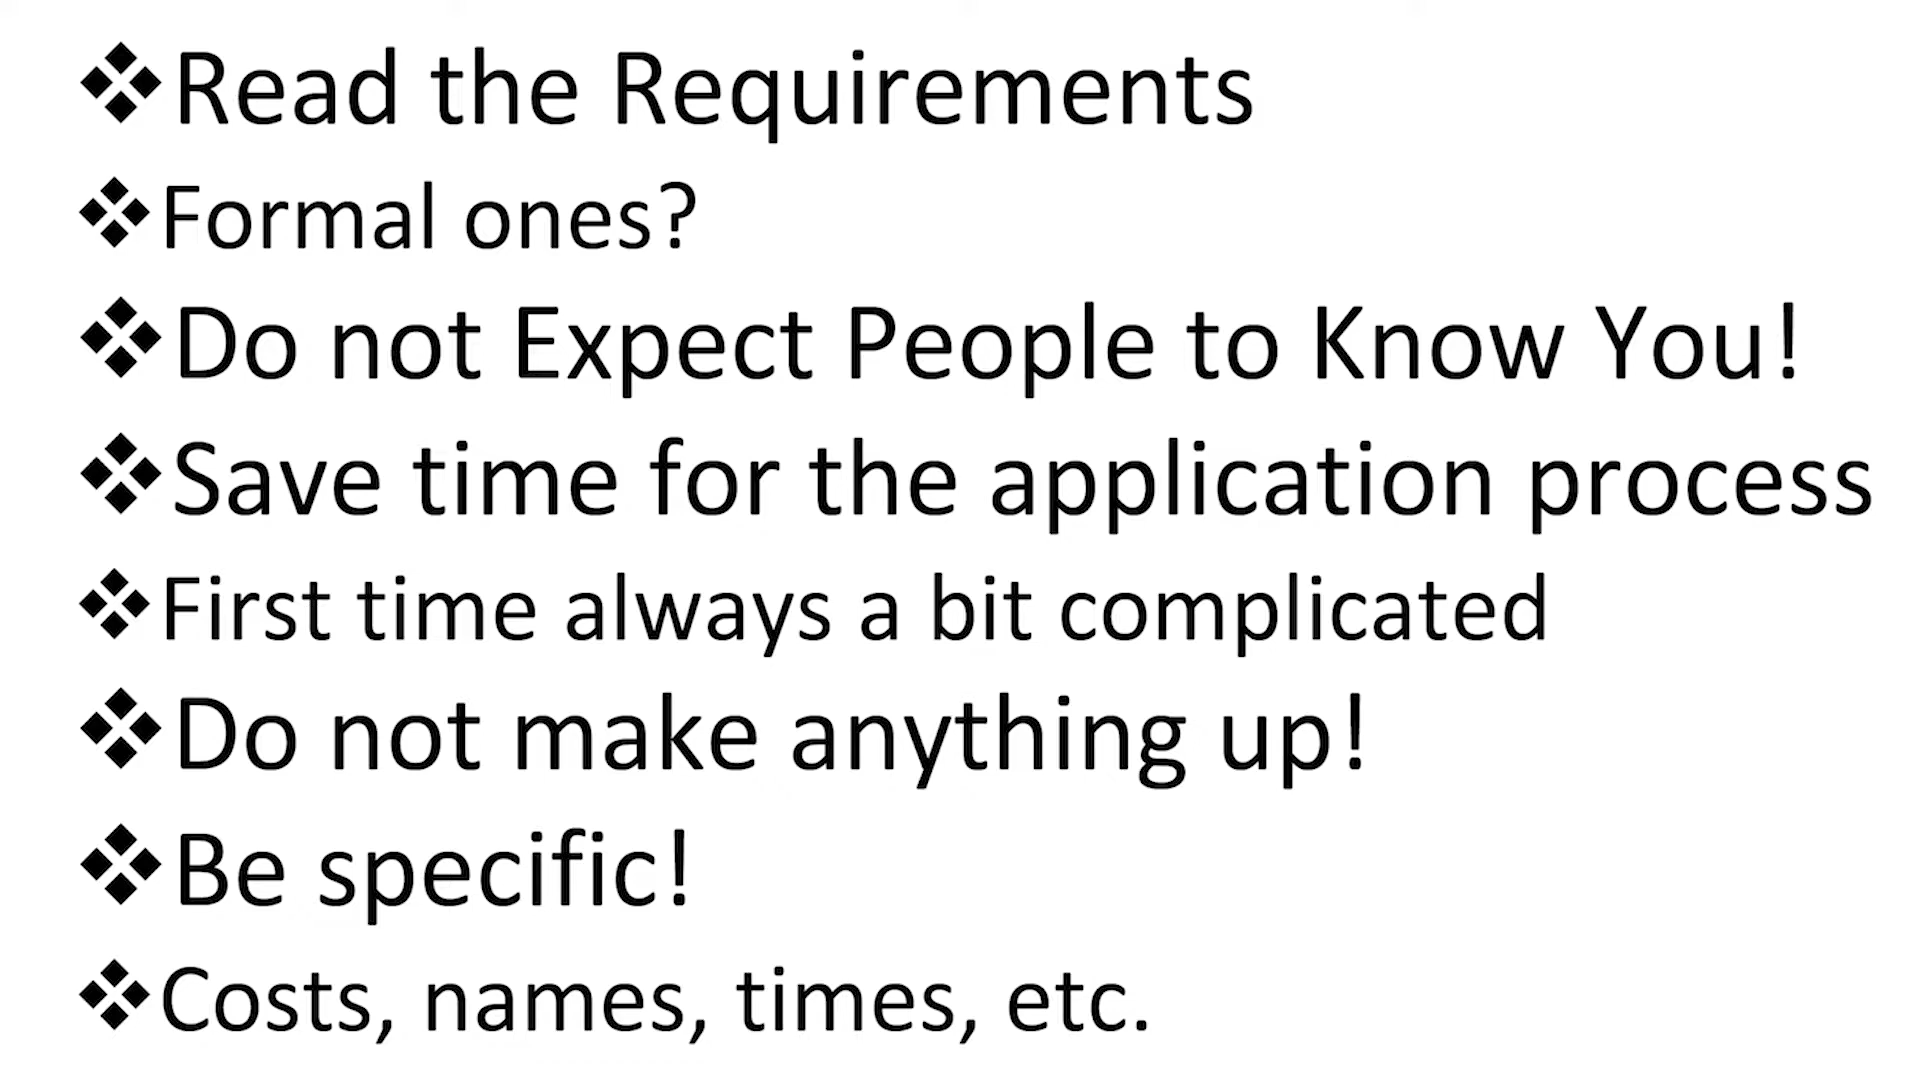 ❖Read the Requirements
❖Formal ones?
❖Do not Expect People to Know You!
❖Save time for the application process
❖First time always a bit complicated
❖Do not make anything up!
❖Be specific!
❖Costs, names, times, etc.